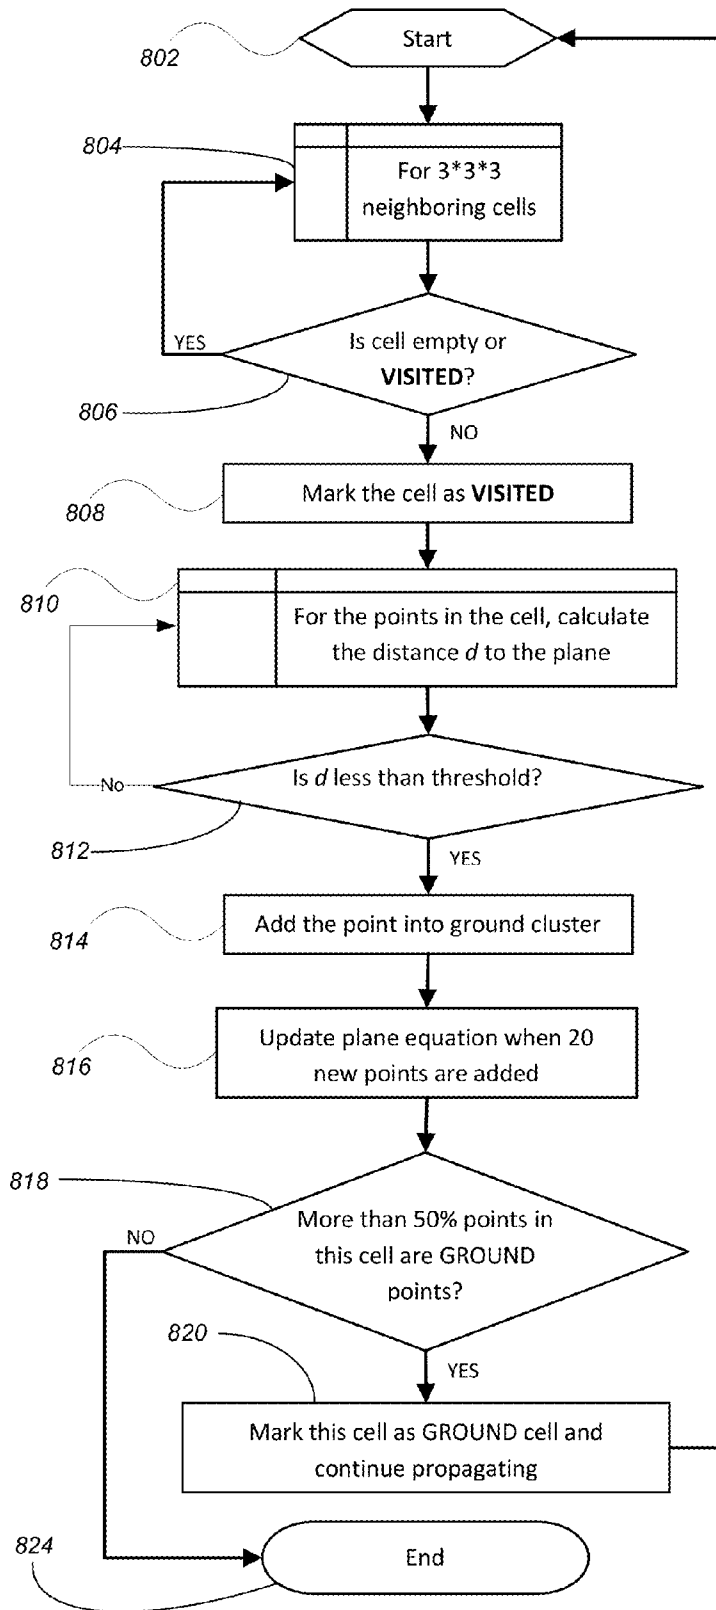 802
Start
804
For 3*3*3
neighboring cells
YES
Is cell empty or
VISITED?
806
NO
808
Mark the cell as VISITED
810
For the points in the cell, calculate
the distance d to the plane
No
Is d less than threshold?
812
YES
814
Add the point into ground cluster
816
Update plane equation when 20
new points are added
818
NO
More than 50% points in
this cell are GROUND
points?
820
YES
Mark this cell as GROUND cell and
continue propagating
824
End